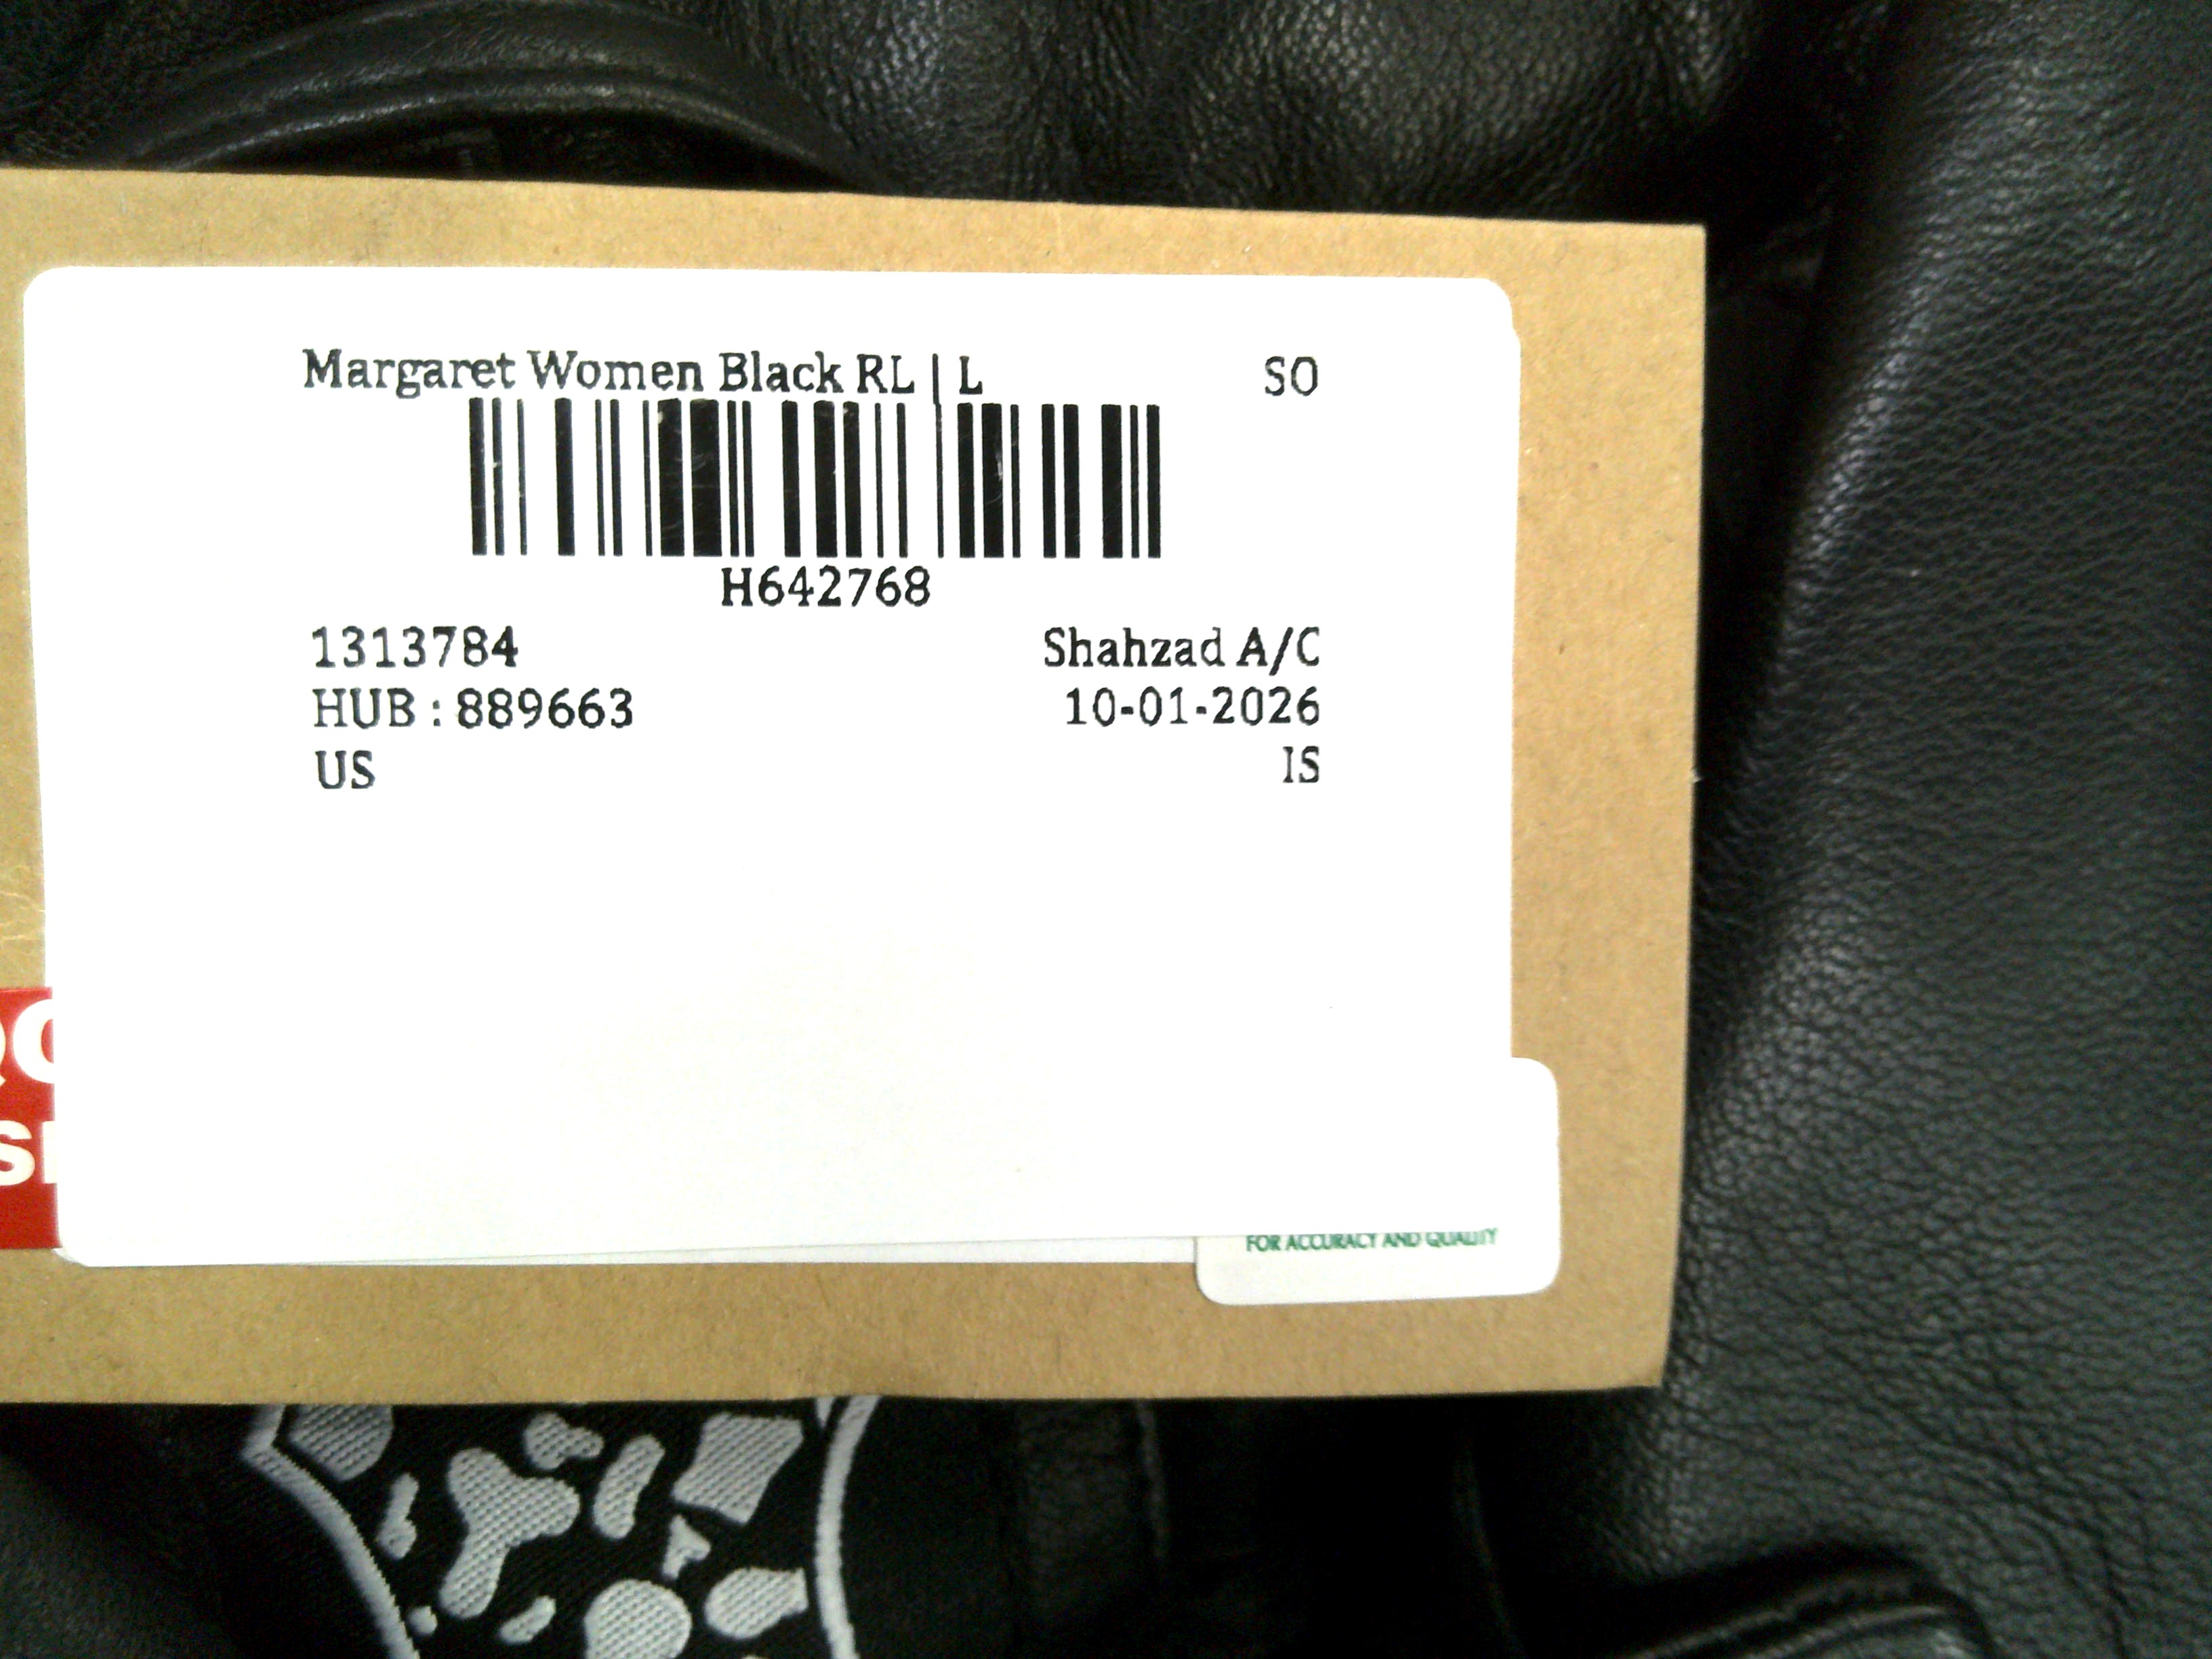 Margaret Women Black RL | L SO
H642768
1313784 Shahzad A/C
HUB : 889663 10-01-2026
US IS
FOR ACCURACY AND QUALITY